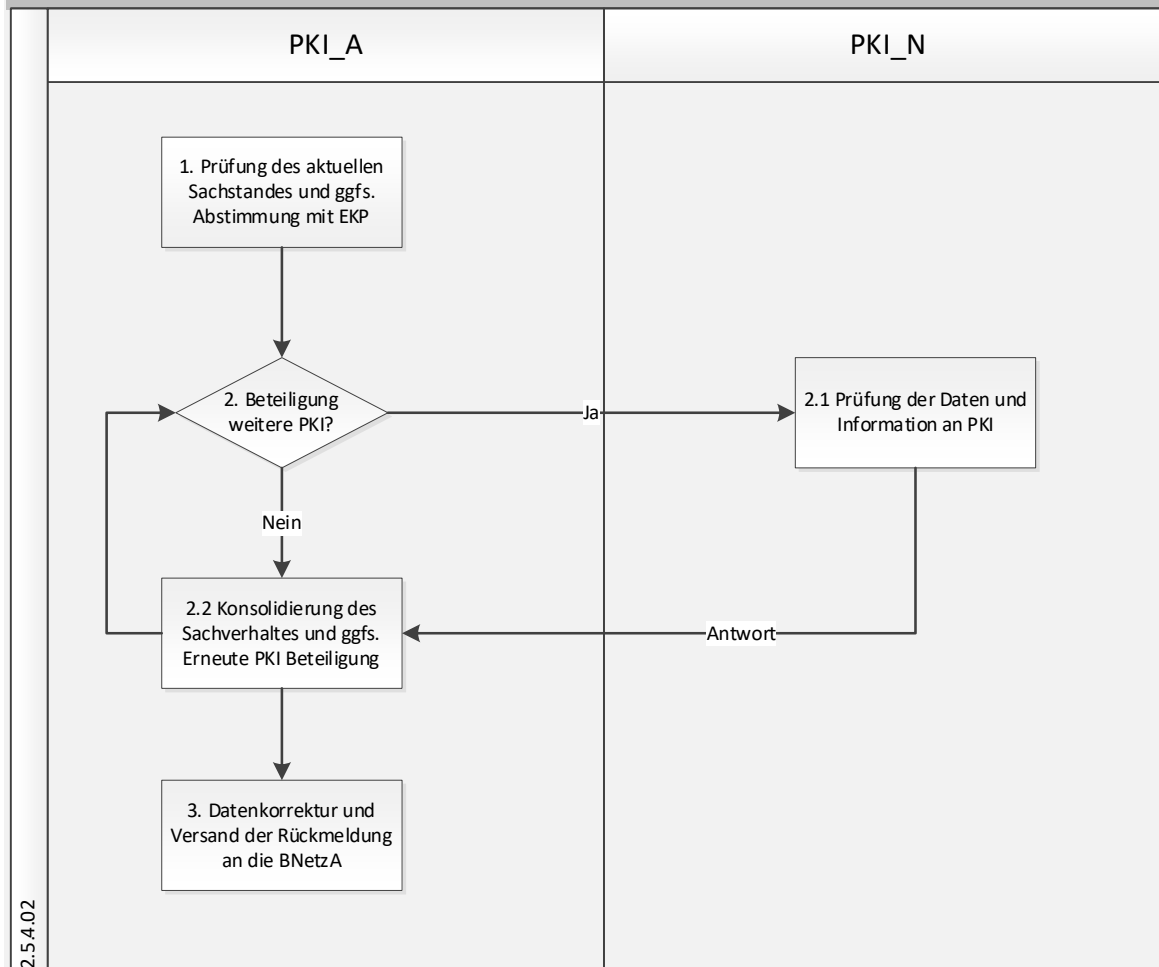 PKI_A
PKI_N
1. Prüfung des aktuellen
Sachstandes und ggfs.
Abstimmung mit EKP
2. Beteiligung
weitere PKI?
Ja
2.1 Prüfung der Daten und
Information an PKI
Nein
2.2 Konsolidierung des
Sachverhaltes und ggfs.
Erneute PKI Beteiligung
Antwort
3. Datenkorrektur und
Versand der Rückmeldung
an die BNetzA
2.5.4.02